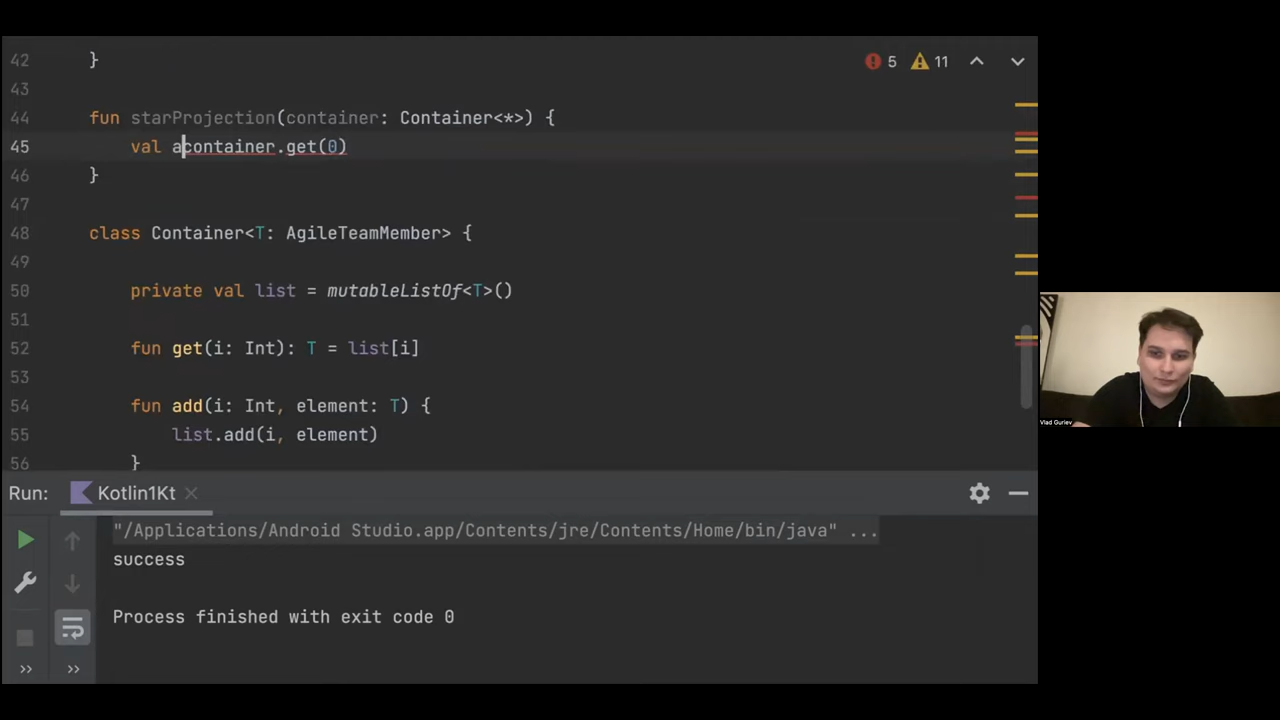 42 }
5 11
43
44 fun starProjection(container: Container<*>) {
45 val acontainer.get(0)
46 }
47
48 class Container<T: AgileTeamMember> {
49
50 private val list = mutableListOf<T>()
51
52 fun get(i: Int): T = list[i]
53
54 fun add(i: Int, element: T) {
55 list.add(i, element)
56 }
Vlad Guriev
Run: Kotlin1Kt
"/Applications/Android Studio.app/Contents/jre/Contents/Home/bin/java" ...
success
Process finished with exit code 0